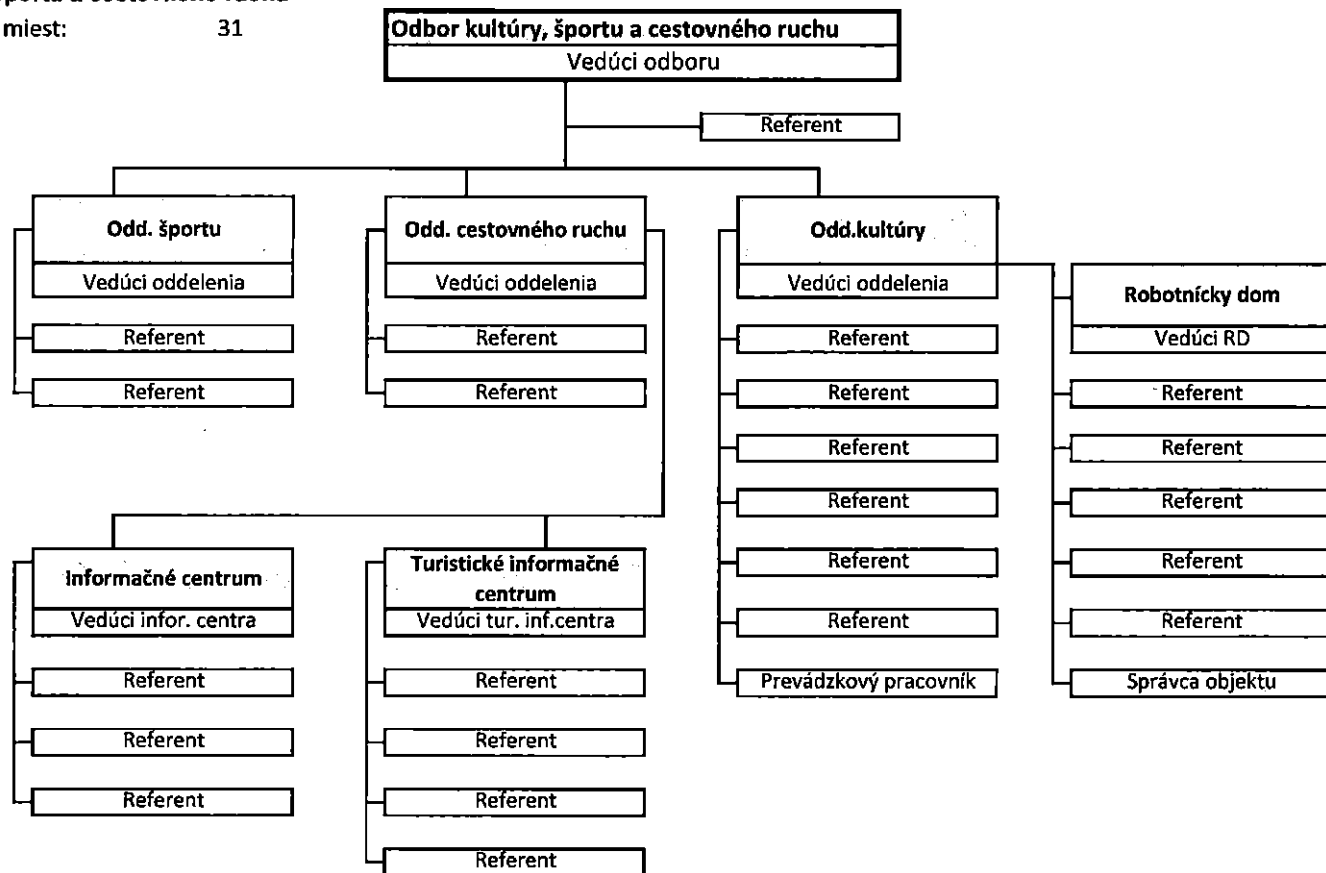 miest: 31
Odbor kultúry, športu a cestovného ruchu
Vedúci odboru
Referent
Odd. športu
Vedúci oddelenia
Referent
Referent
Odd. cestovného ruchu
Vedúci oddelenia
Referent
Referent
Odd.kultúry
Vedúci oddelenia
Referent
Referent
Referent
Referent
Referent
Referent
Prevádzkový pracovník
Robotnícky dom
Vedúci RD
Referent
Referent
Referent
Referent
Referent
Správca objektu
Informačné centrum
Vedúci infor. centra
Referent
Referent
Referent
Turistické informačné
centrum
Vedúci tur. inf.centra
Referent
Referent
Referent
Referent